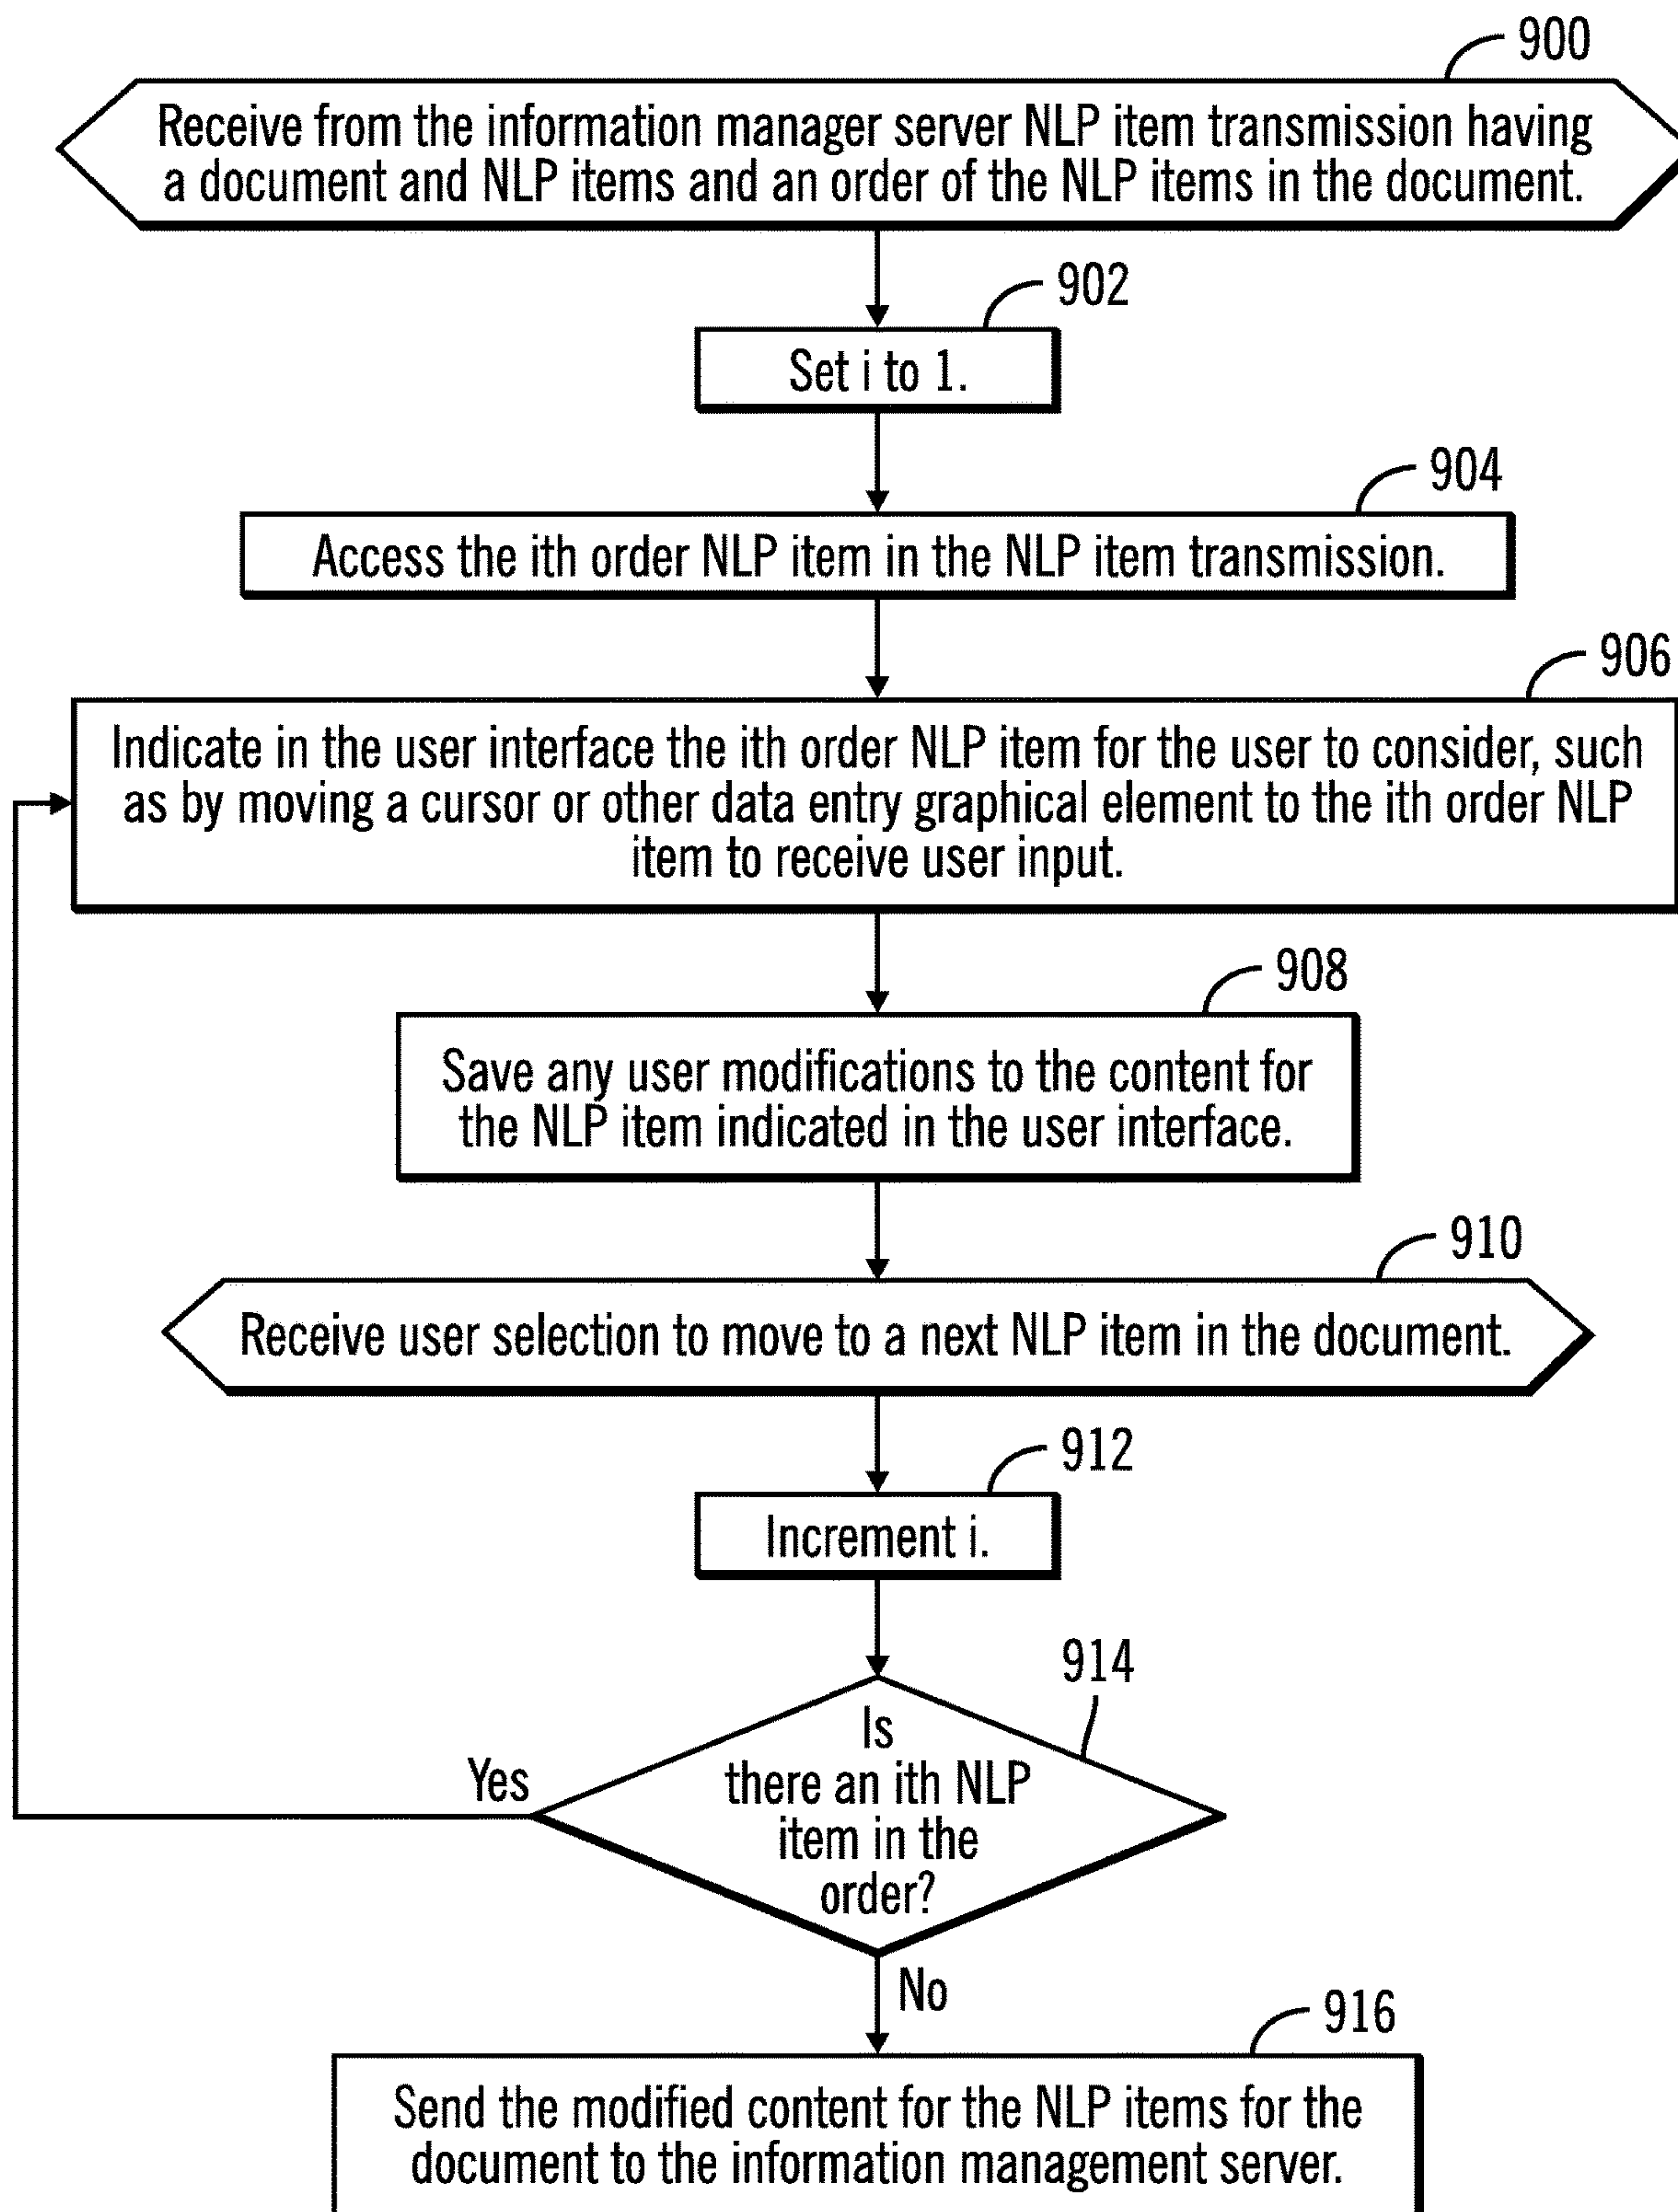 900
Receive from the information manager server NLP item transmission having
a document and NLP items and an order of the NLP items in the document.
902
Set i to 1.
904
Access the ith order NLP item in the NLP item transmission.
906
Indicate in the user interface the ith order NLP item for the user to consider, such
as by moving a cursor or other data entry graphical element to the ith order NLP
item to receive user input.
908
Save any user modifications to the content for
the NLP item indicated in the user interface.
910
Receive user selection to move to a next NLP item in the document.
912
Increment i.
914
Is
there an ith NLP
item in the
order?
Yes
No
916
Send the modified content for the NLP items for the
document to the information management server.